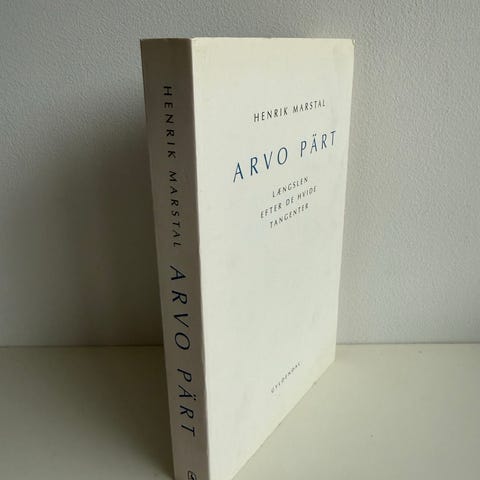 HENRIK MARSTAL
ARVO PÄRT
LÆNGSLEN
EFTER DE HVIDE
TANGENTER
GYLDENDAL
HENRIK MARSTAL ARVO PÄRT